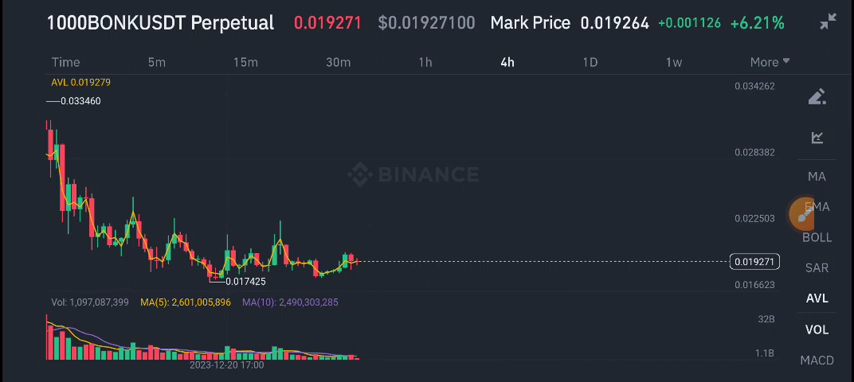 1000BONKUSDT Perpetual 0.019271 $0.01927100 Mark Price 0.019264 +0.001126 +6.21%
Time 5m 15m 30m 1h 4h 1D 1w More
AVL 0.019279
0.034262
0.033460
0.028382
BINANCE
MA
EMA
0.022503
BOLL
0.019271
SAR
0.017425
0.016623
Vol: 1,097,087,399 MA(5): 2,601,005,896 MA(10): 2,490,303,285
AVL
32B
VOL
1.1B
MACD
2023-12-20 17:00